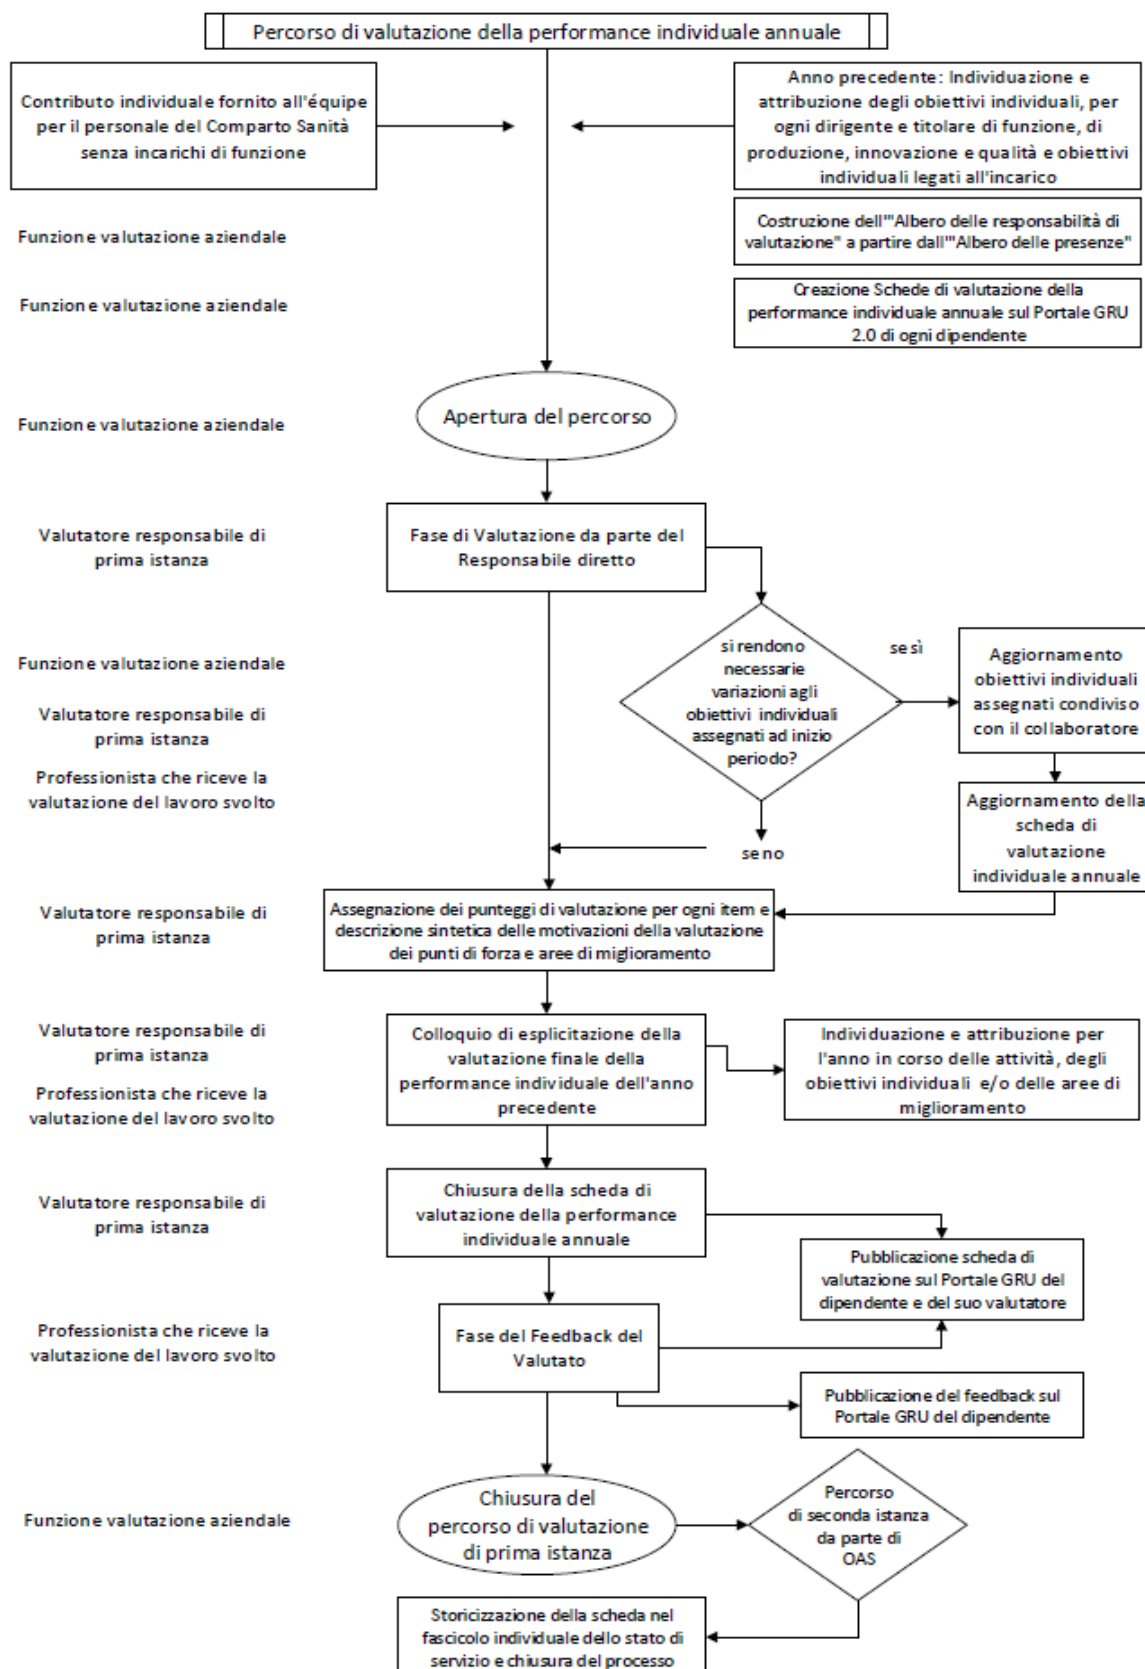 Percorso di valutazione della performance individuale annuale
Contributo individuale fornito all'équipe
per il personale del Comparto Sanità
senza incarichi di funzione
Anno precedente: Individuazione e
attribuzione degli obiettivi individuali, per
ogni dirigente e titolare di funzione, di
produzione, innovazione e qualità e obiettivi
individuali legati all'incarico
Funzione valutazione aziendale
Costruzione dell'"Albero delle responsabilità di
valutazione" a partire dall'"Albero delle presenze"
Funzione valutazione aziendale
Creazione Schede di valutazione della
performance individuale annuale sul Portale GRU
2.0 di ogni dipendente
Funzione valutazione aziendale
Apertura del percorso
Valutatore responsabile di
prima istanza
Fase di Valutazione da parte del
Responsabile diretto
Funzione valutazione aziendale
Valutatore responsabile di
prima istanza
Professionista che riceve la
valutazione del lavoro svolto
si rendono
necessarie
variazioni agli
obiettivi individuali
assegnati ad inizio
periodo?
se sì
Aggiornamento
obiettivi individuali
assegnati condiviso
con il collaboratore
Aggiornamento della
scheda di
valutazione
individuale annuale
se no
Valutatore responsabile di
prima istanza
Assegnazione dei punteggi di valutazione per ogni item e
descrizione sintetica delle motivazioni della valutazione
dei punti di forza e aree di miglioramento
Valutatore responsabile di
prima istanza
Professionista che riceve la
valutazione del lavoro svolto
Colloquio di esplicitazione della
valutazione finale della
performance individuale dell'anno
precedente
Individuazione e attribuzione per
l'anno in corso delle attività, degli
obiettivi individuali e/o delle aree di
miglioramento
Valutatore responsabile di
prima istanza
Chiusura della scheda di
valutazione della performance
individuale annuale
Pubblicazione scheda di
valutazione sul Portale GRU del
dipendente e del suo valutatore
Professionista che riceve la
valutazione del lavoro svolto
Fase del Feedback del
Valutato
Pubblicazione del feedback sul
Portale GRU del dipendente
Funzione valutazione aziendale
Chiusura del
percorso di valutazione
di prima istanza
Percorso
di seconda istanza
da parte di
OAS
Storicizzazione della scheda nel
fascicolo individuale dello stato di
servizio e chiusura del processo